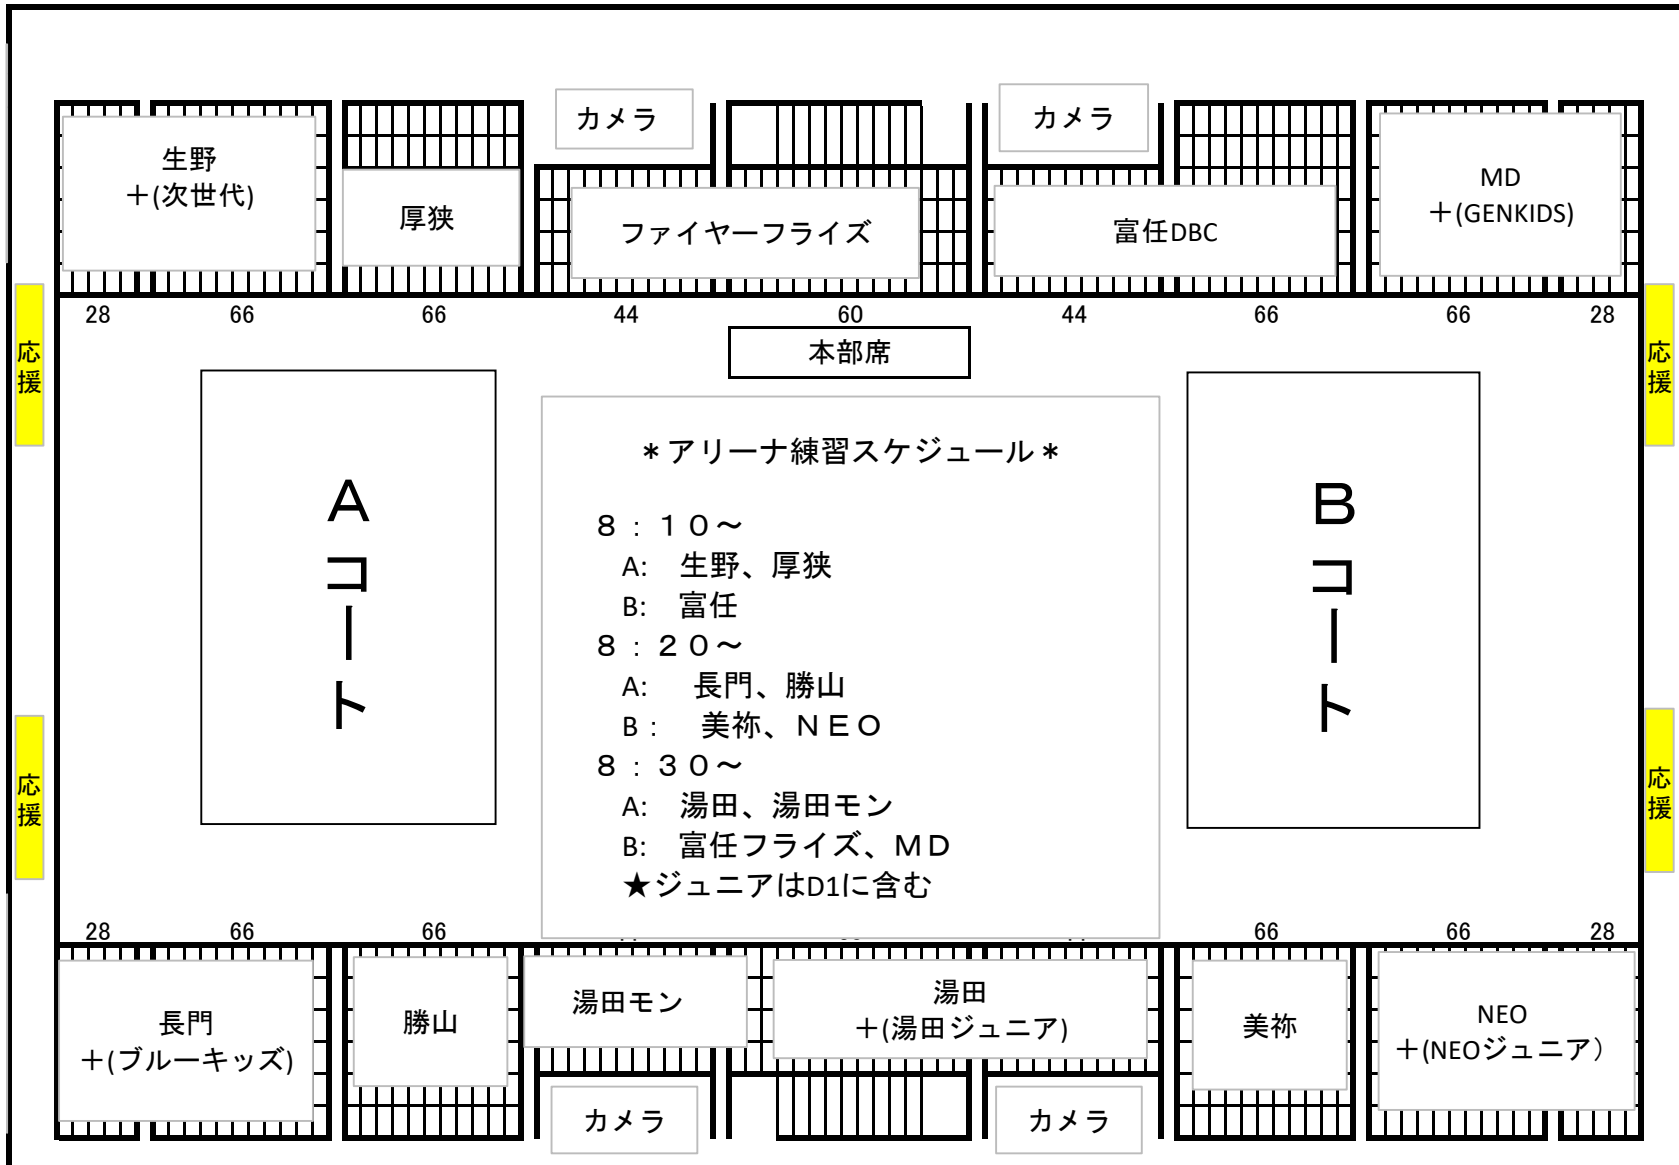 カメラ
カメラ
生野
＋(次世代)
厚狭
ファイヤーフライズ
富任DBC
MD
＋(GENKIDS)
28
66
66
44
60
44
66
66
28
応援
本部席
応援
Aコート
＊アリーナ練習スケジュール＊
８：１０～
A:　生野、厚狭
B:　富任
８：２０～
A:　長門、勝山
B：　美祢、ＮＥＯ
８：３０～
A:　湯田、湯田モン
B:　富任フライズ、ＭＤ
★ジュニアはD1に含む
Bコート
応援
応援
28
66
66
66
66
28
長門
＋(ブルーキッズ)
勝山
湯田モン
湯田
＋(湯田ジュニア)
美祢
NEO
＋(NEOジュニア）
カメラ
カメラ